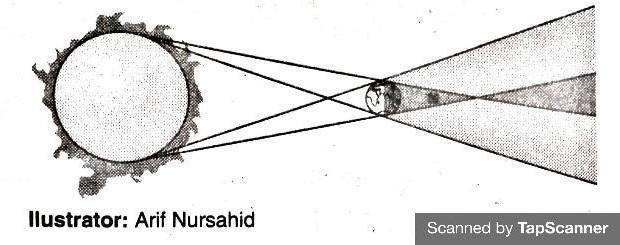 Ilustrator: Arif Nursahid
Scanned by TapScanner